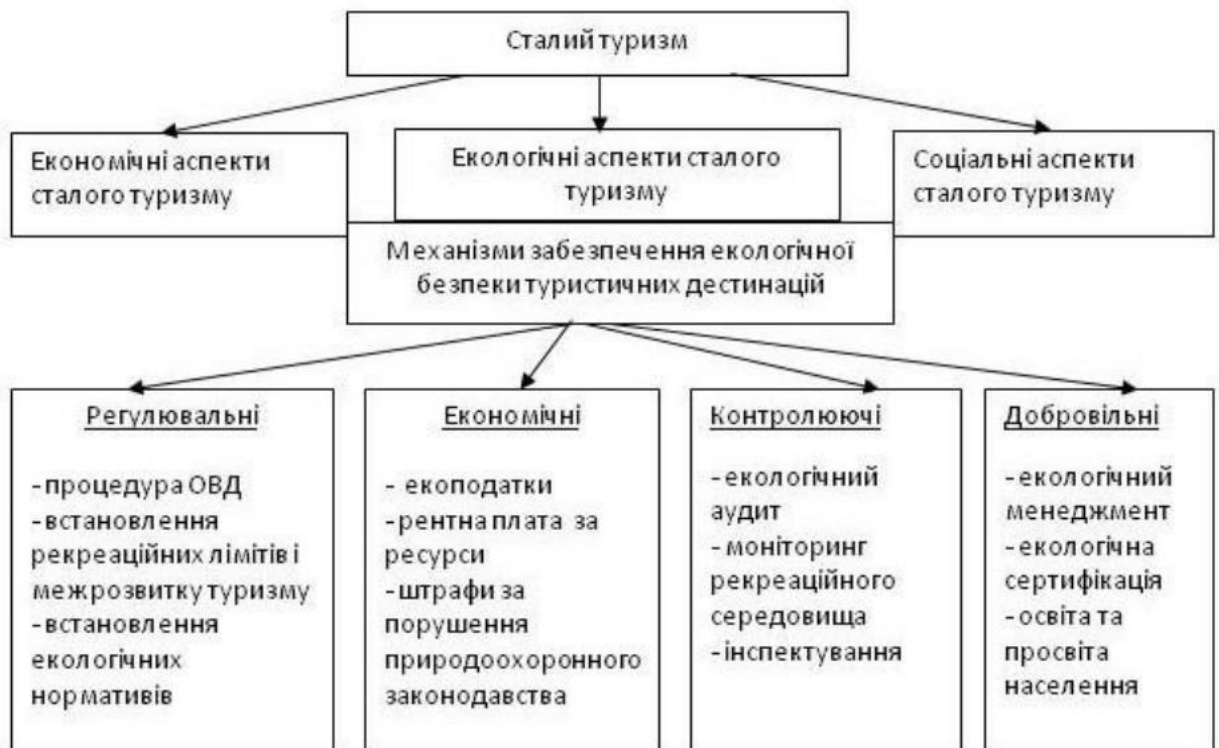 Сталий туризм
Економічні аспекти
сталого туризму
Екологічні аспекти сталого
туризму
Соціальні аспекти
сталого туризму
Механізми забезпечення екологічної
безпеки туристичних дестинацій
Регулювальні
-процедура ОВД
-встановлення
рекреаційних лімітів і
меж розвитку туризму
-встановлення
екологічних
нормативів
Економічні
- екоподатки
-рентна плата за
ресурси
-штрафи за
порушення
природоохоронного
законодавства
Контролюючі
-екологічний
аудит
- моніторинг
рекреаційного
середовища
-інспектування
Добровільні
-екологічний
менеджмент
-екологічна
сертифікація
-освіта та
просвіта
населення